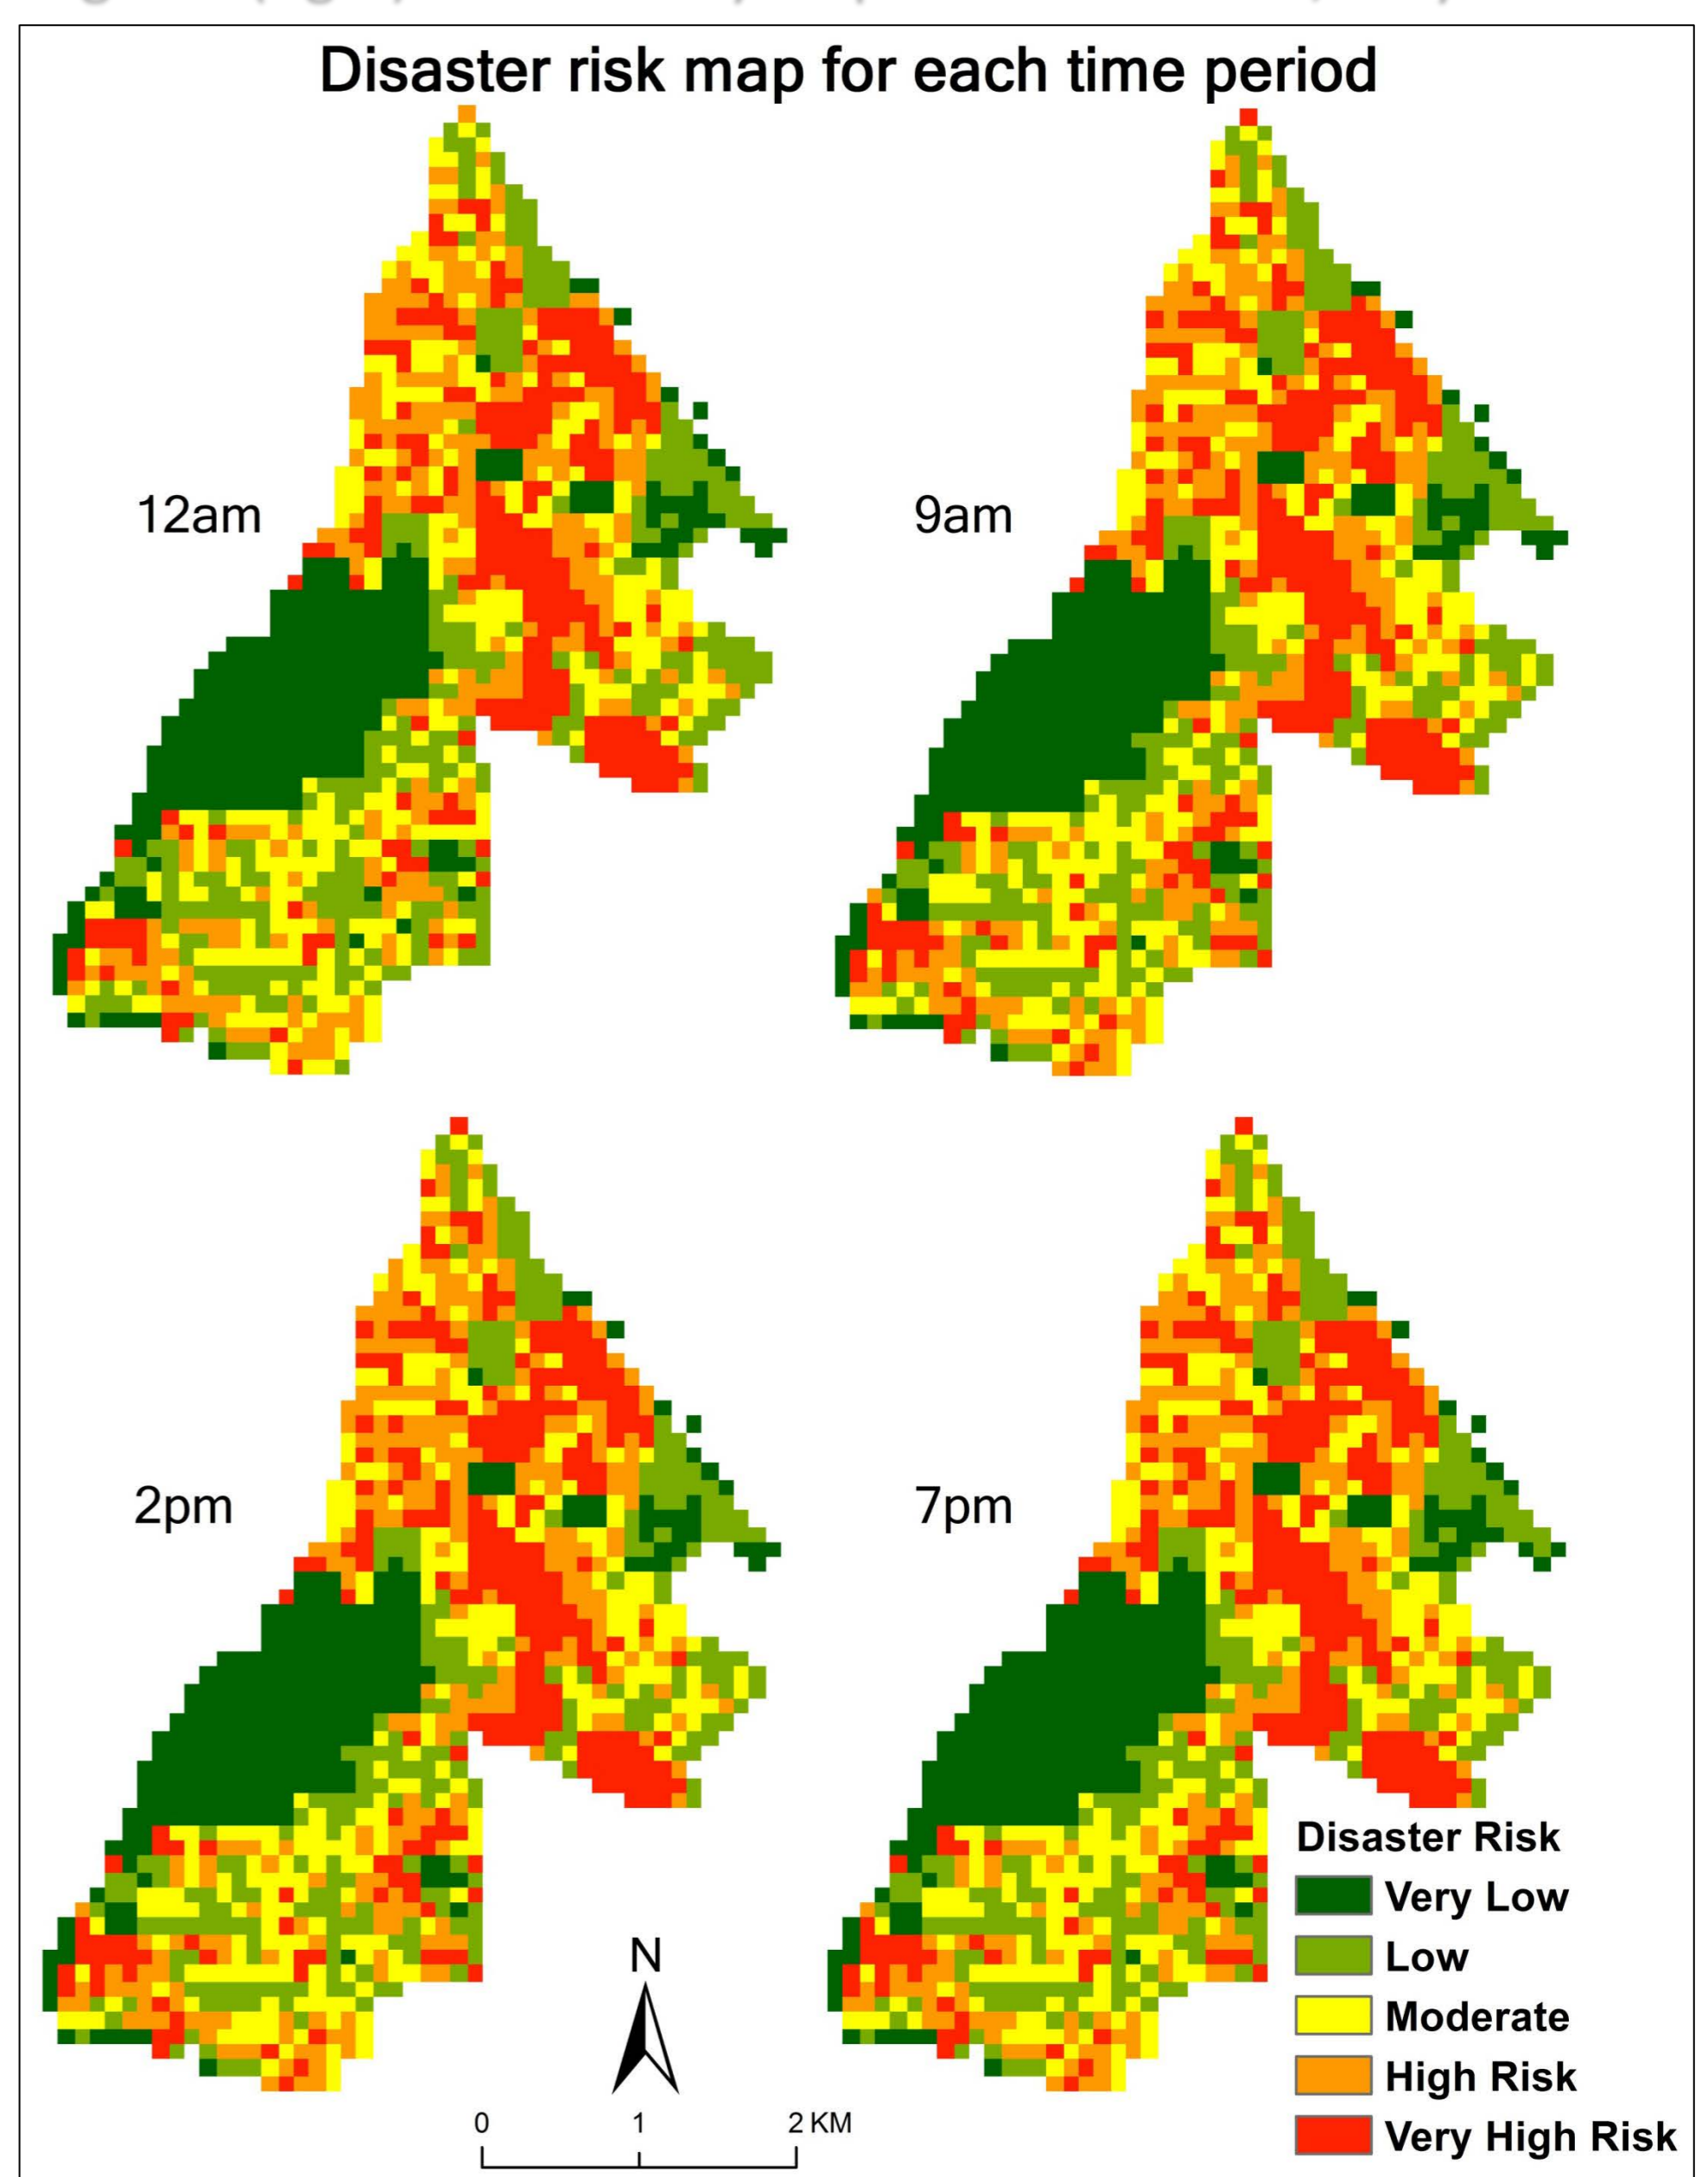 Disaster risk map for each time period
12am
9am
2pm
7pm
Disaster Risk
Very Low
Low
Moderate
High Risk
Very High Risk
N
0 1 2 KM